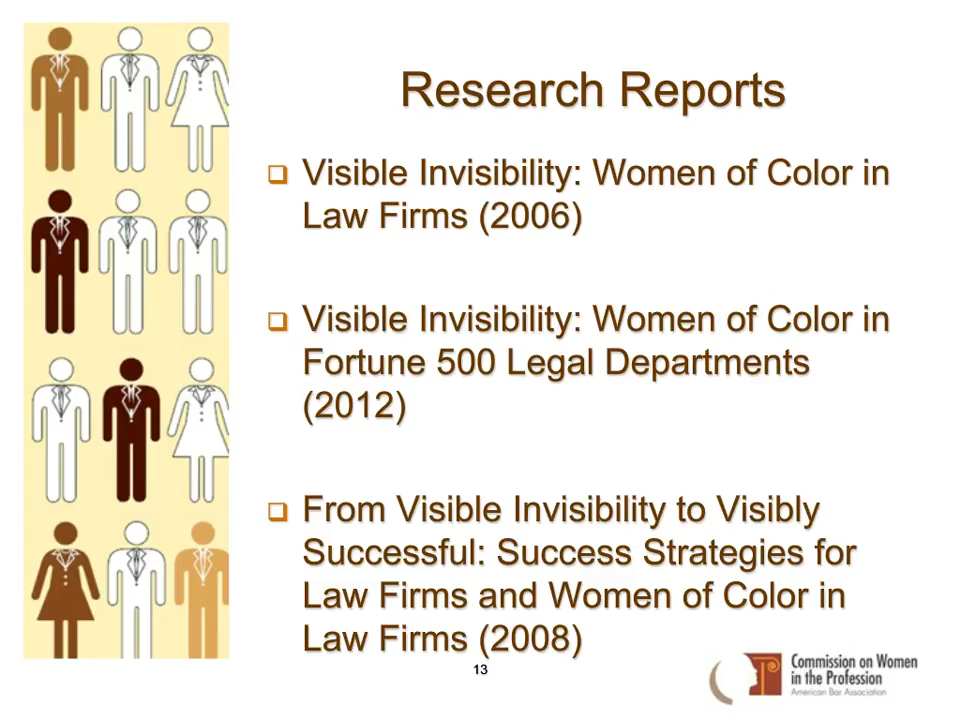 Research Reports
Visible Invisibility: Women of Color in
Law Firms (2006)
Visible Invisibility: Women of Color in
Fortune 500 Legal Departments
(2012)
From Visible Invisibility to Visibly
Successful: Success Strategies for
Law Firms and Women of Color in
Law Firms (2008)
13
Commission on Women
in the Profession
American Bar Association